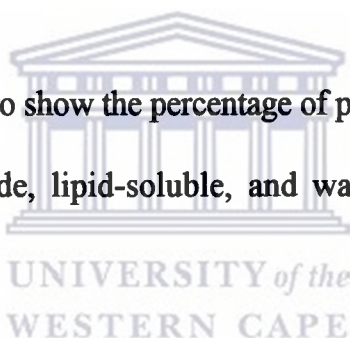 o show the percentage of p
de, lipid-soluble, and wa
UNIVERSITY of the
WESTERN CAPE